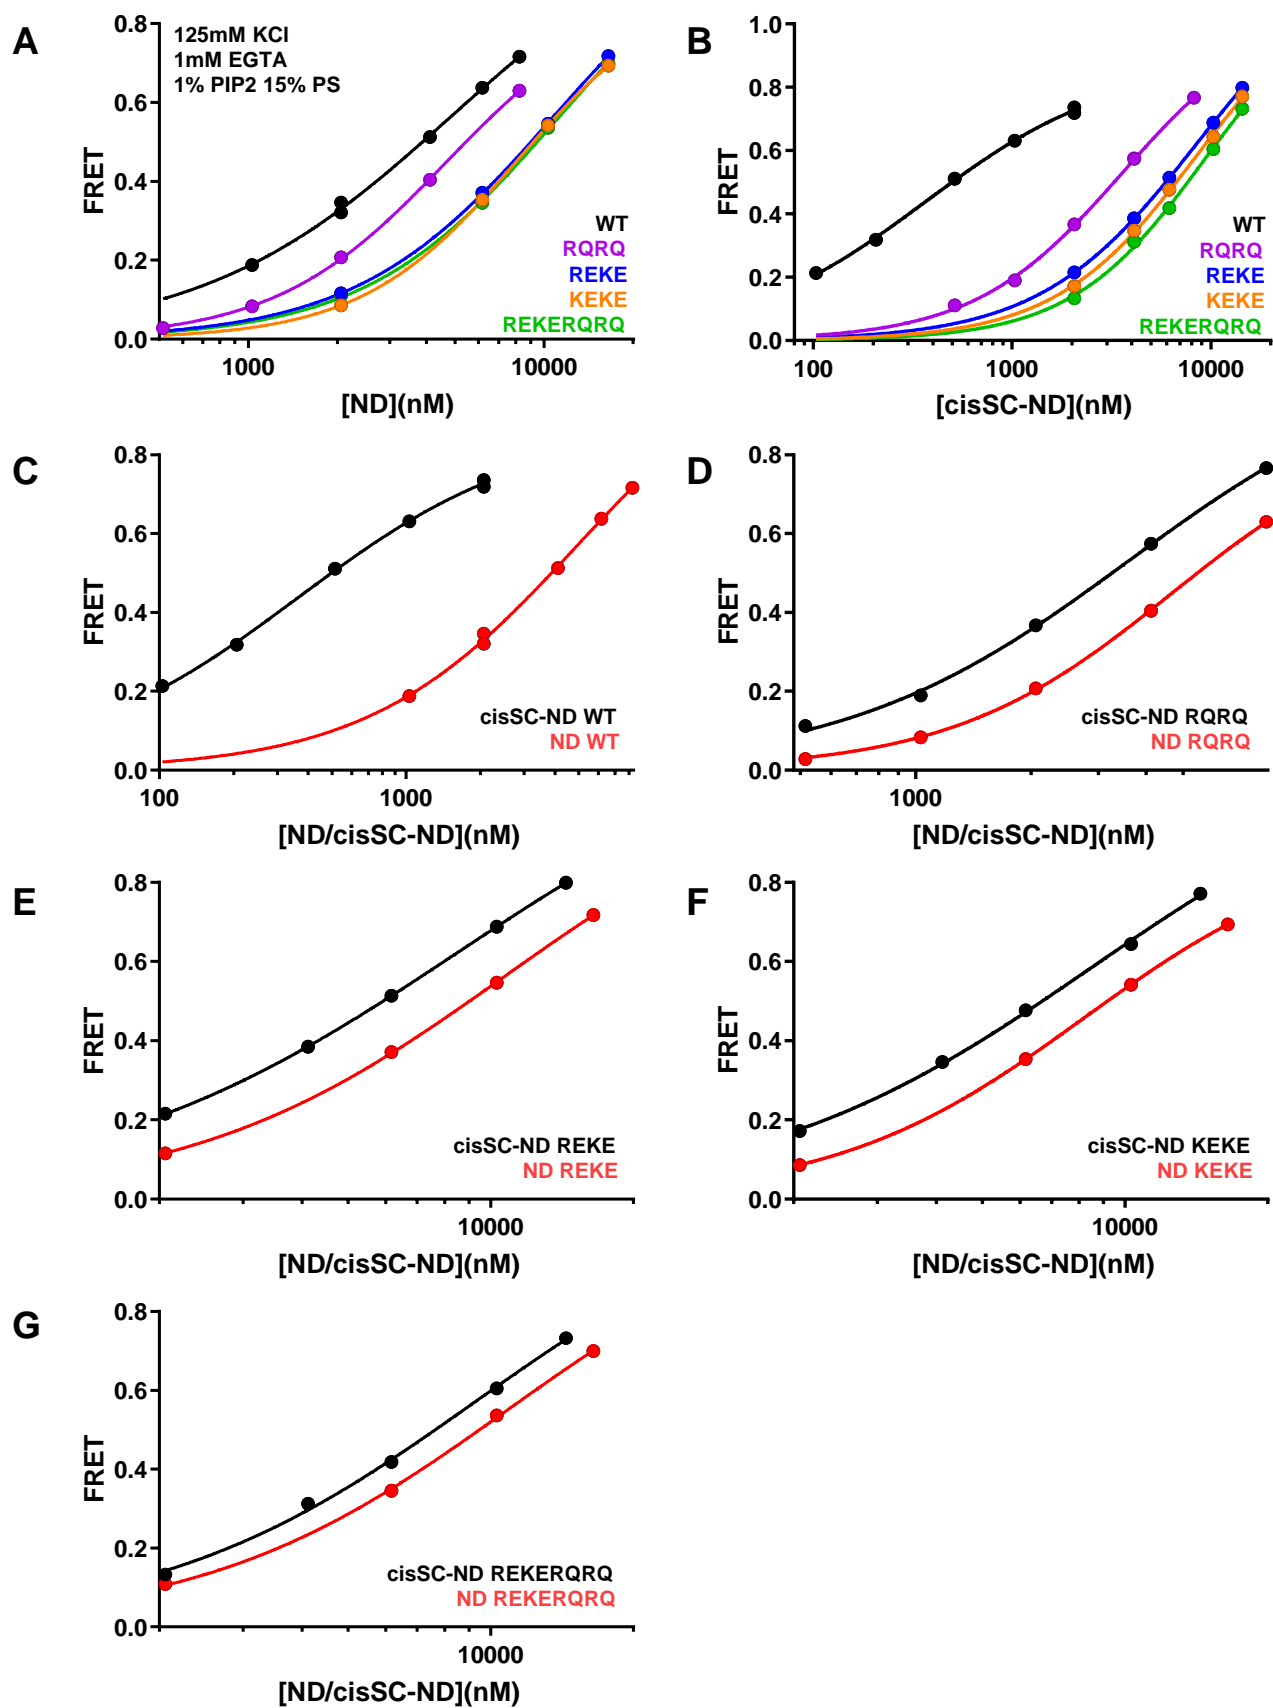 A
125mM KCl
1mM EGTA
1% PIP2 15% PS
0.8
0.6
0.4
0.2
0.0
FRET
WT
RQRQ
REKE
KEKE
REKERQRQ
1000
10000
[ND](nM)
B
1.0
0.8
0.6
0.4
0.2
0.0
FRET
WT
RQRQ
REKE
KEKE
REKERQRQ
100
1000
10000
[cisSC-ND](nM)
C
0.8
0.6
0.4
0.2
0.0
FRET
cisSC-ND WT
ND WT
100
1000
[ND/cisSC-ND](nM)
D
0.8
0.6
0.4
0.2
0.0
FRET
cisSC-ND RQRQ
ND RQRQ
1000
[ND/cisSC-ND](nM)
E
0.8
0.6
0.4
0.2
0.0
FRET
cisSC-ND REKE
ND REKE
10000
[ND/cisSC-ND](nM)
F
0.8
0.6
0.4
0.2
0.0
FRET
cisSC-ND KEKE
ND KEKE
10000
[ND/cisSC-ND](nM)
G
0.8
0.6
0.4
0.2
0.0
FRET
cisSC-ND REKERQRQ
ND REKERQRQ
10000
[ND/cisSC-ND](nM)